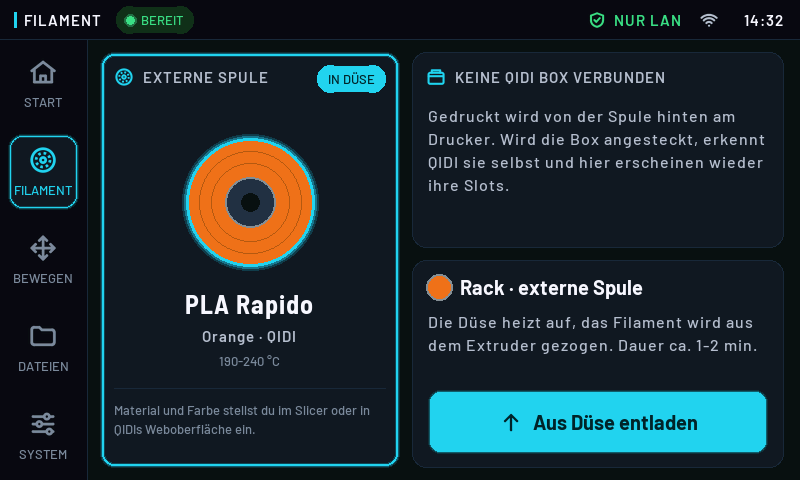 FILAMENT
BEREIT
NUR LAN
14:32
START
FILAMENT
BEWEGEN
DATEIEN
SYSTEM
EXTERNE SPULE
IN DÜSE
PLA Rapido
Orange · QIDI
190-240 °C
Material und Farbe stellst du im Slicer oder in
QIDIs Weboberfläche ein.
KEINE QIDI BOX VERBUNDEN
Gedruckt wird von der Spule hinten am
Drucker. Wird die Box angesteckt, erkennt
QIDI sie selbst und hier erscheinen wieder
ihre Slots.
Rack · externe Spule
Die Düse heizt auf, das Filament wird aus
dem Extruder gezogen. Dauer ca. 1-2 min.
Aus Düse entladen